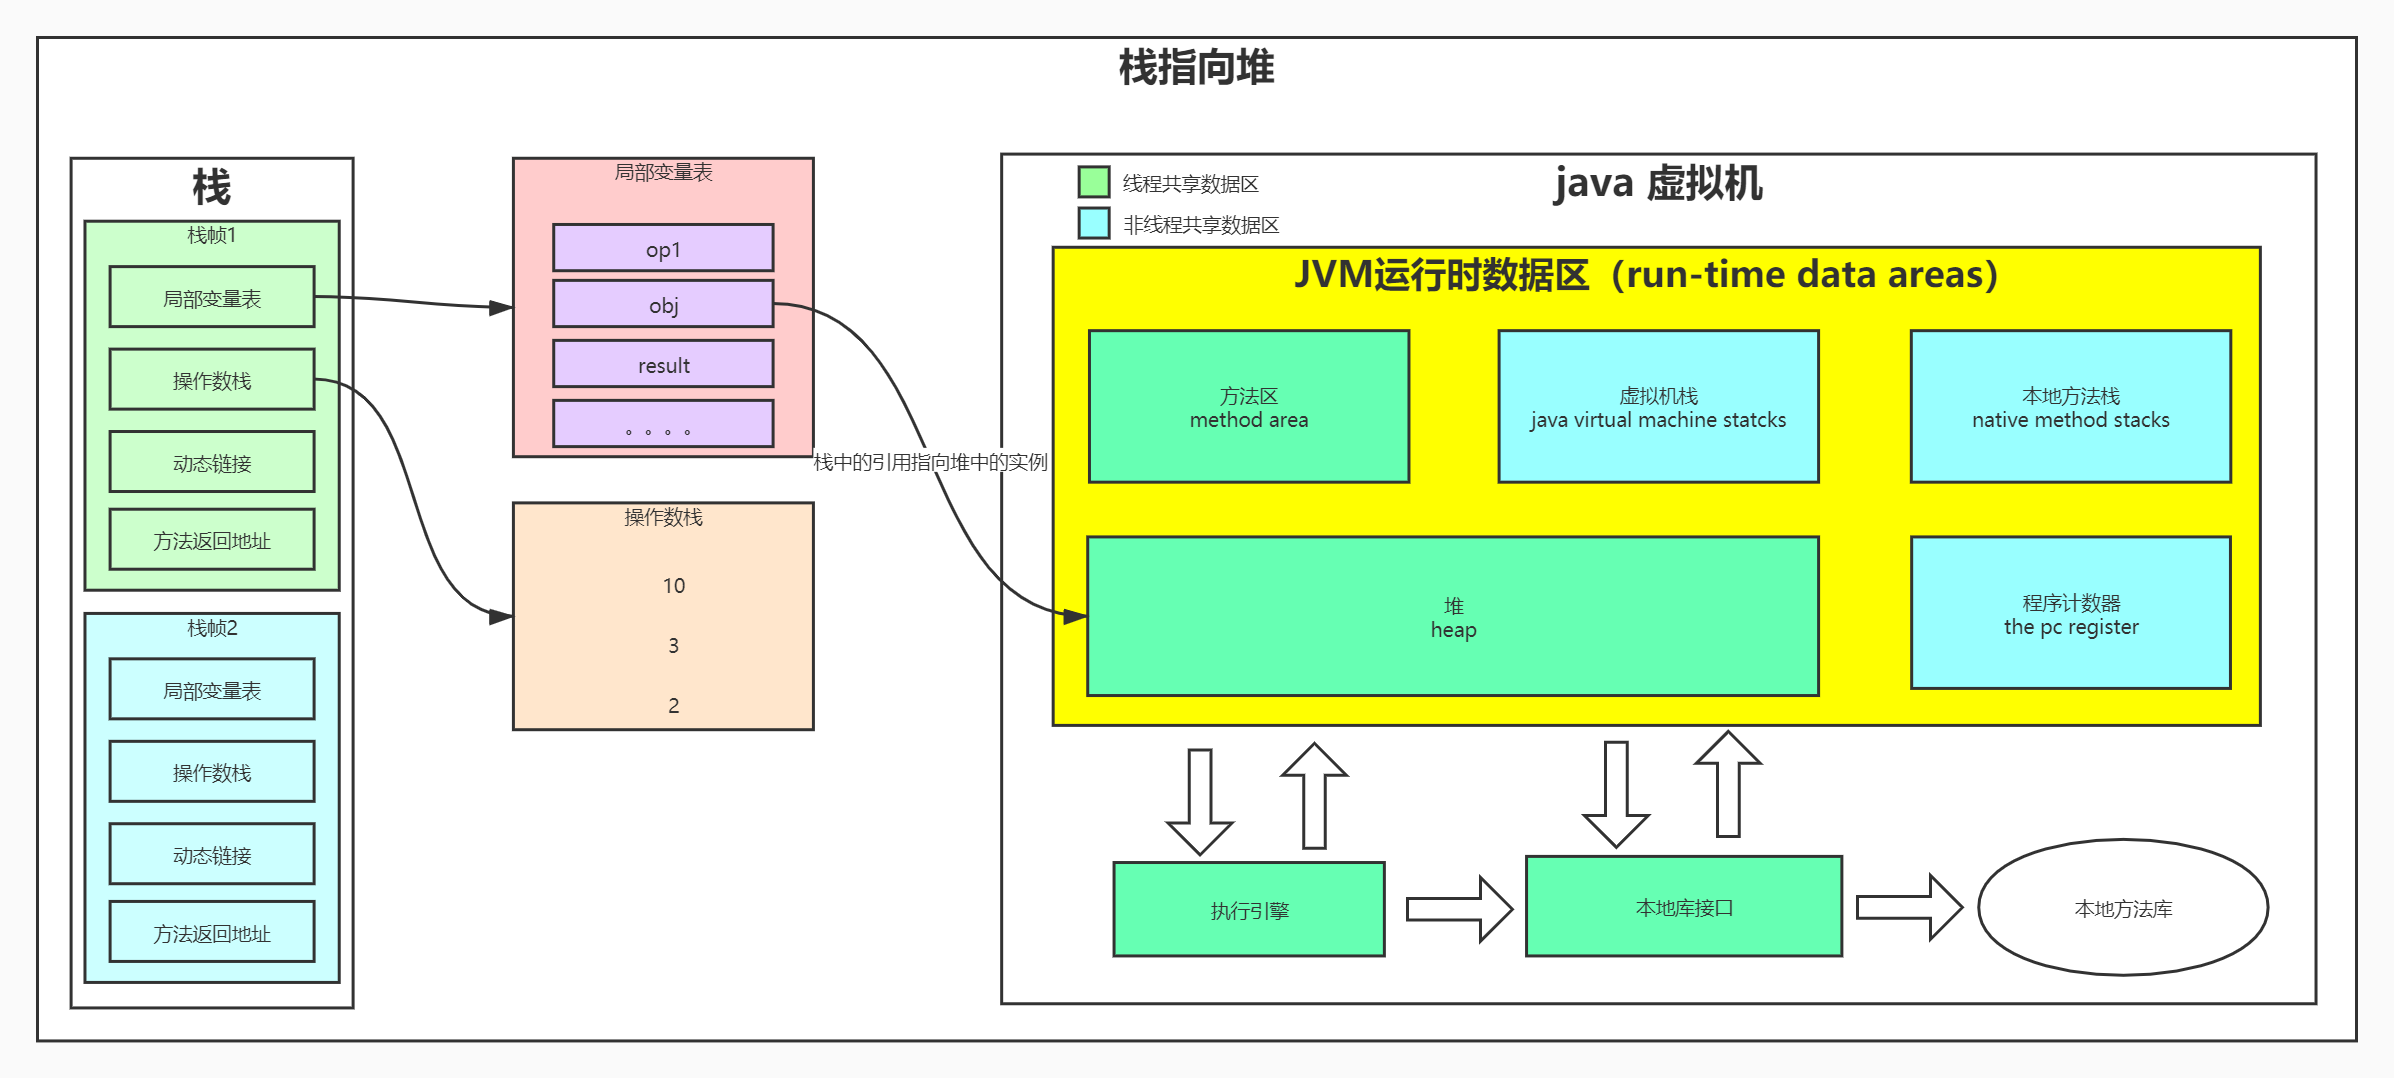 栈指向堆
栈
栈帧1
局部变量表
操作数栈
动态链接
方法返回地址
栈帧2
局部变量表
操作数栈
动态链接
方法返回地址
局部变量表
op1
obj
result
。。。。
栈中的引用指向堆中的实例
操作数栈
10
3
2
java 虚拟机
线程共享数据区
非线程共享数据区
JVM运行时数据区（run-time data areas）
方法区
method area
虚拟机栈
java virtual machine statcks
本地方法栈
native method stacks
堆
heap
程序计数器
the pc register
执行引擎
本地库接口
本地方法库